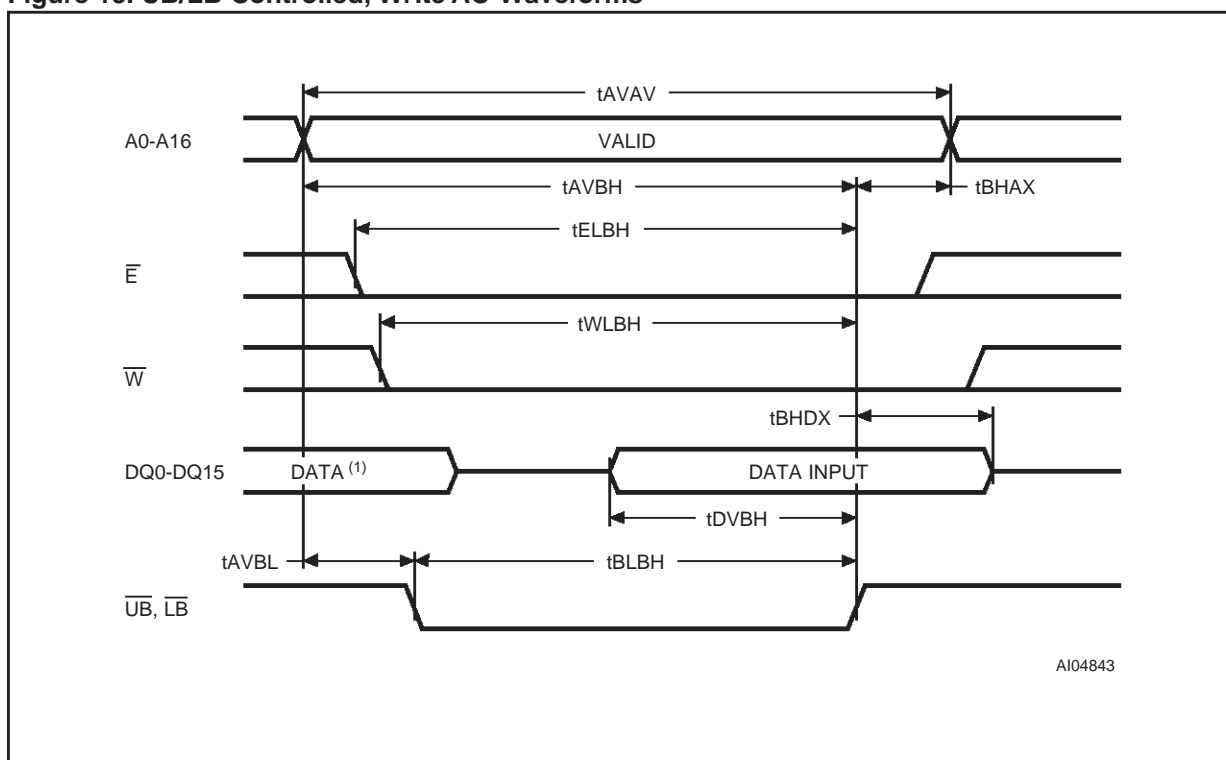 Figure 13. UB/LB Controlled, Write AC Waveforms
tAVAV
A0-A16
VALID
tAVBH
tBHAX
tELBH
E
tWLBH
W
tBHDX
DQ0-DQ15
DATA (1)
DATA INPUT
tDVBH
tAVBL
tBLBH
UB, LB
AI04843